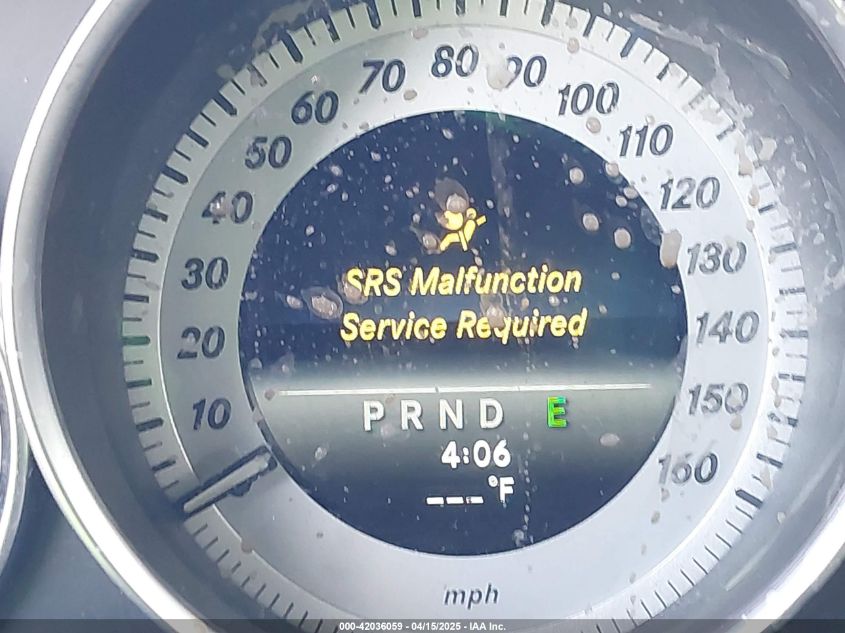 80
70
90
60
100
50
110
40
120
30
130
SRS Malfunction
Service Required
20
140
10
150
P R N D E
4:06
160
___°F
mph
000-42036059 - 04/15/2025 - IAA Inc.